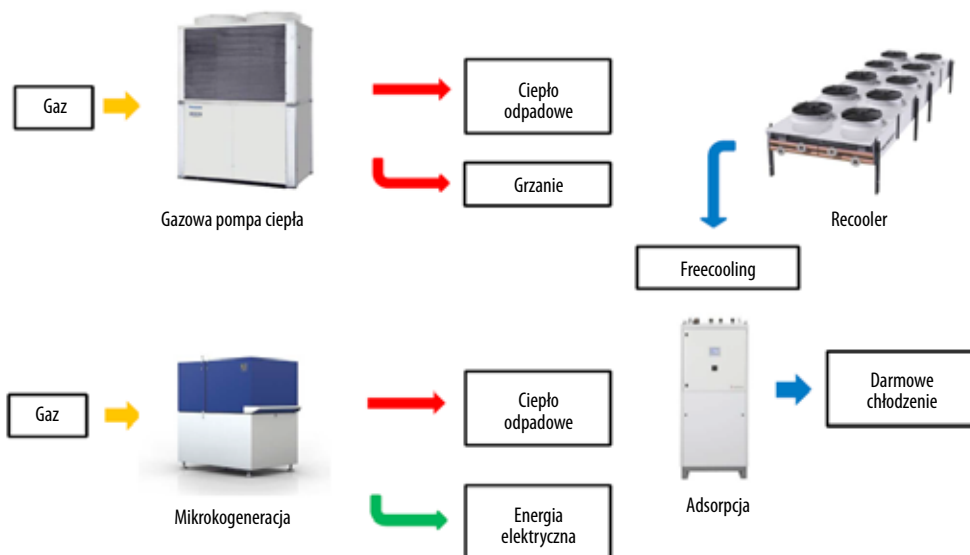 Gaz
Ciepło
odpadowe
Grzanie
Gazowa pompa ciepła
Recooler
Freecooling
Gaz
Ciepło
odpadowe
Darmowe
chłodzenie
Mikrokogeneracja
Energia
elektryczna
Adsorpcja